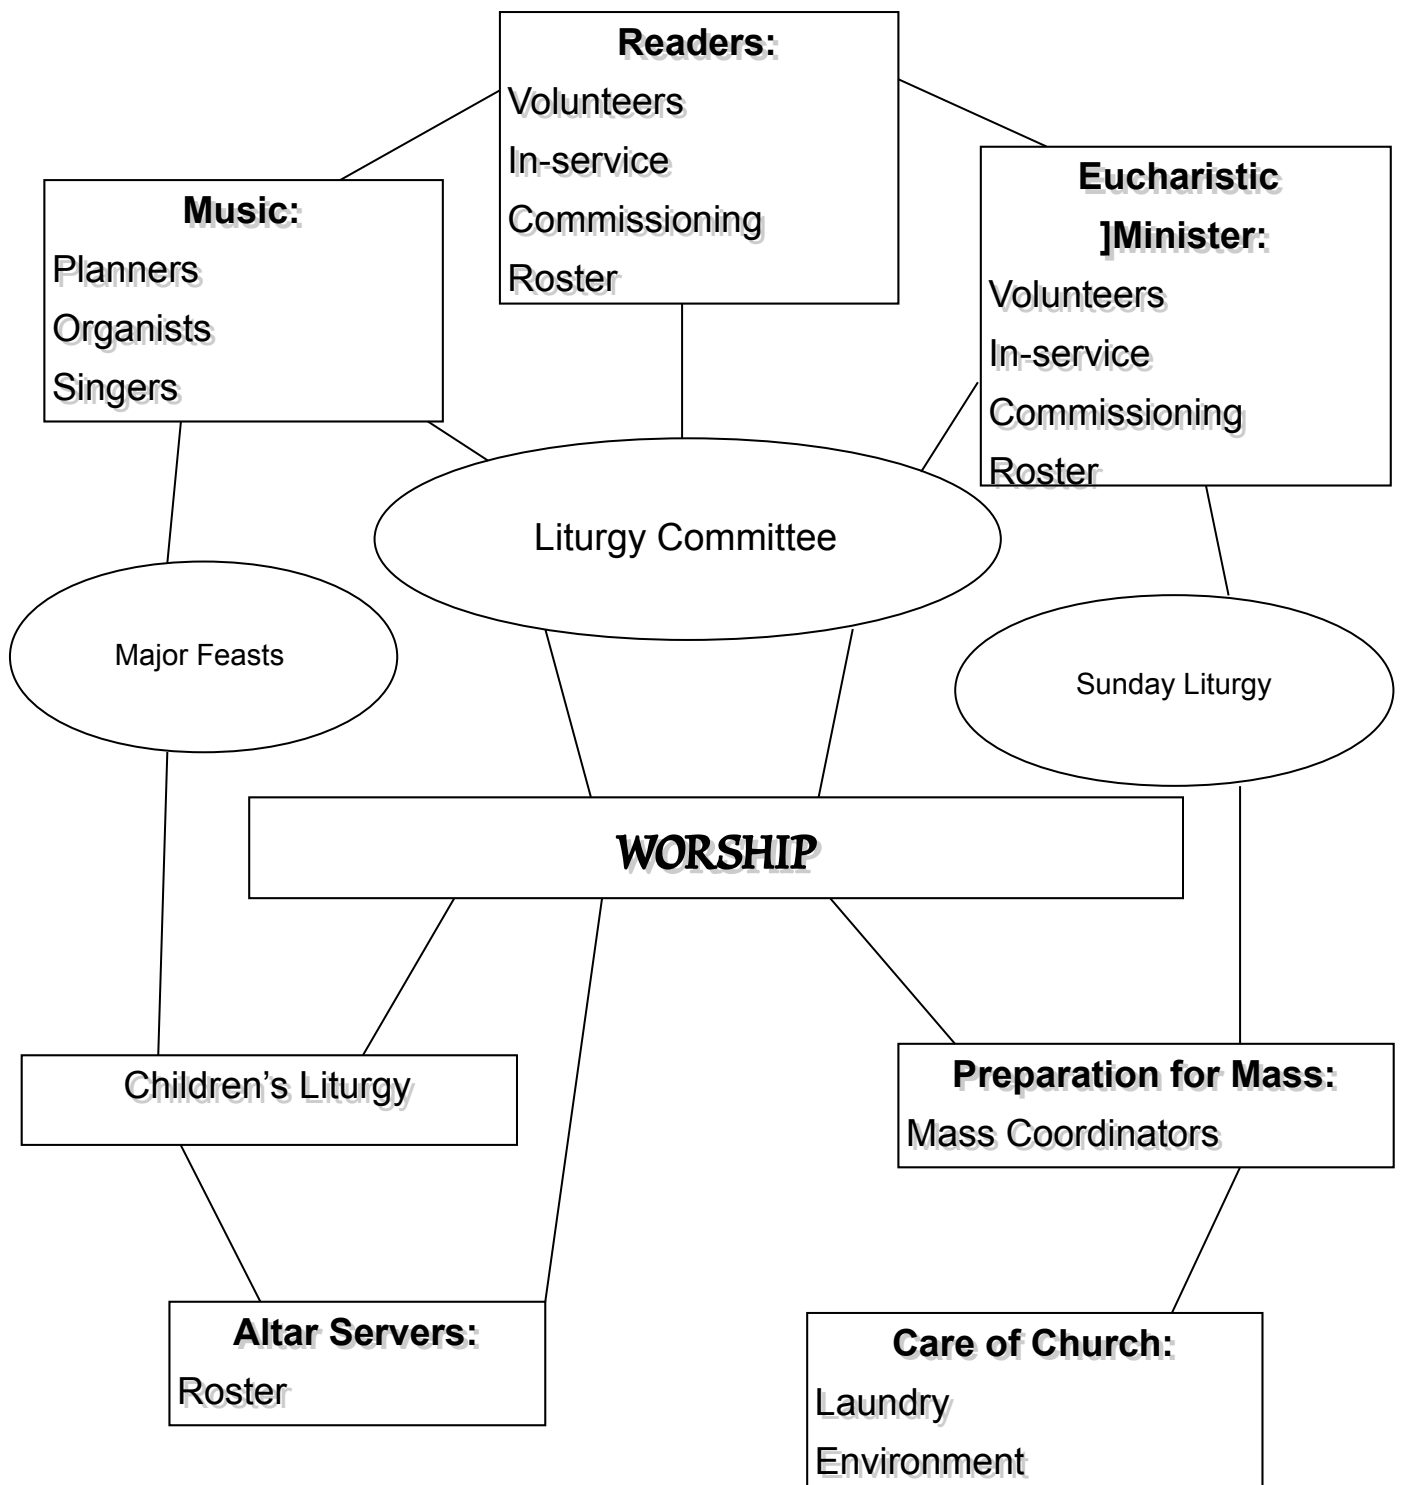 Readers:
Volunteers
In-service
Commissioning
Roster
Music:
Planners
Organists
Singers
Eucharistic
]Minister:
Volunteers
In-service
Commissioning
Roster
Liturgy Committee
Major Feasts
Sunday Liturgy
WORSHIP
Children’s Liturgy
Preparation for Mass:
Mass Coordinators
Altar Servers:
Roster
Care of Church:
Laundry
Environment